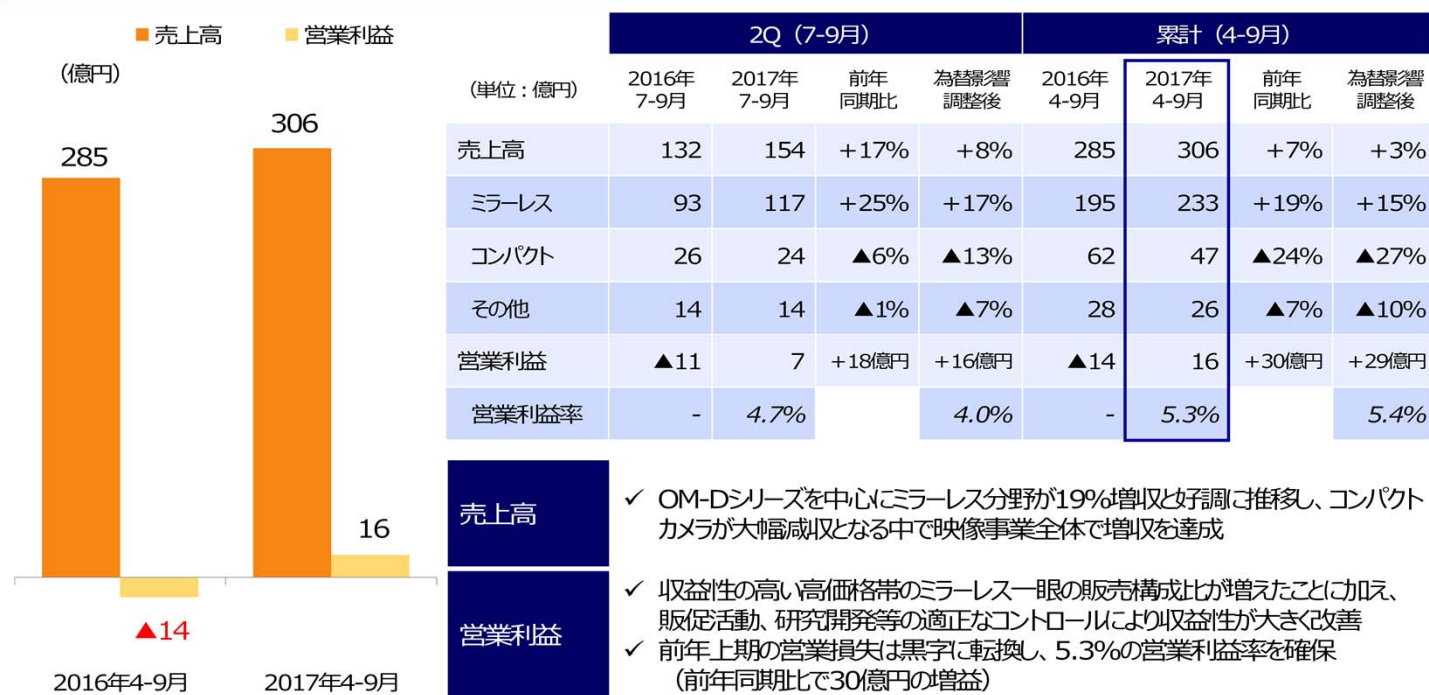 ■ 売上高 ■ 営業利益
（億円）
285
306
16
▲14
2016年4-9月 2017年4-9月
2Q（7-9月） 累計（4-9月）
（単位：億円） 2016年 7-9月 2017年 7-9月 前年 同期比 為替影響 調整後 2016年 4-9月 2017年 4-9月 前年 同期比 為替影響 調整後
売上高 132 154 +17% +8% 285 306 +7% +3%
ミラーレス 93 117 +25% +17% 195 233 +19% +15%
コンパクト 26 24 ▲6% ▲13% 62 47 ▲24% ▲27%
その他 14 14 ▲1% ▲7% 28 26 ▲7% ▲10%
営業利益 ▲11 7 +18億円 +16億円 ▲14 16 +30億円 +29億円
営業利益率 - 4.7% 4.0% - 5.3% 5.4%
売上高
✓ OM-Dシリーズを中心にミラーレス分野が19%増収と好調に推移し、コンパクト
カメラが大幅減収となる中で映像事業全体で増収を達成
営業利益
✓ 収益性の高い高価格帯のミラーレス一眼の販売構成比が増えたことに加え、
販促活動、研究開発等の適正なコントロールにより収益性が大きく改善
✓ 前年上期の営業損失は黒字に転換し、5.3%の営業利益率を確保
（前年同期比で30億円の増益）